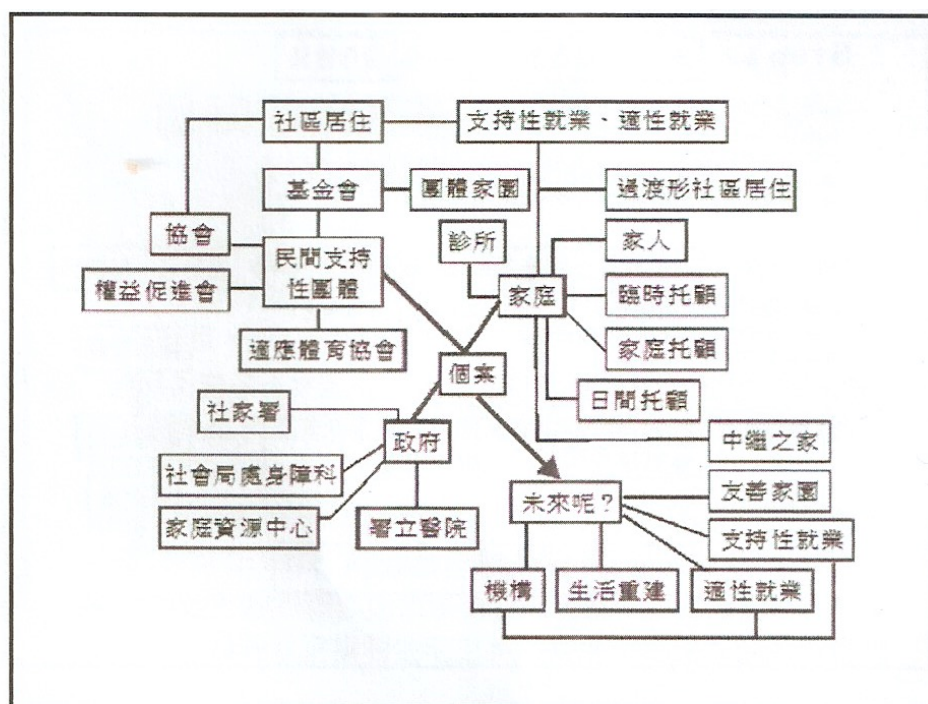 社區居住
支持性就業、適性就業
基金會
團體家園
過渡形社區居住
協會
診所
家人
民間支持
性團體
權益促進會
家庭
臨時托顧
適應體育協會
家庭托顧
個案
社家署
日間托顧
政府
中繼之家
社會局處身障科
友善家園
未來呢？
家庭資源中心
署立醫院
支持性就業
機構
生活重建
適性就業